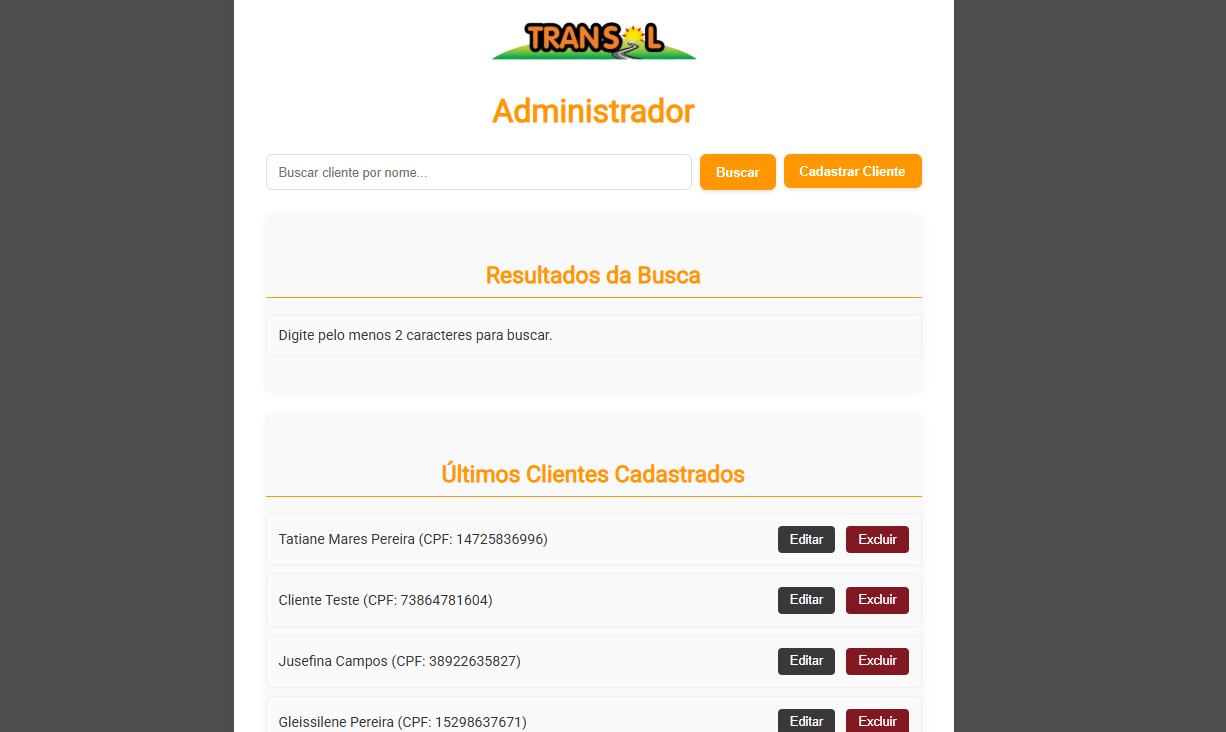 TRANSOL
Administrador
Buscar cliente por nome...
Buscar
Cadastrar Cliente
Resultados da Busca
Digite pelo menos 2 caracteres para buscar.
Últimos Clientes Cadastrados
Tatiane Mares Pereira (CPF: 14725836996)
Editar
Excluir
Cliente Teste (CPF: 73864781604)
Editar
Excluir
Jusefina Campos (CPF: 38922635827)
Editar
Excluir
Gleissilene Pereira (CPF: 15298637671)
Editar
Excluir